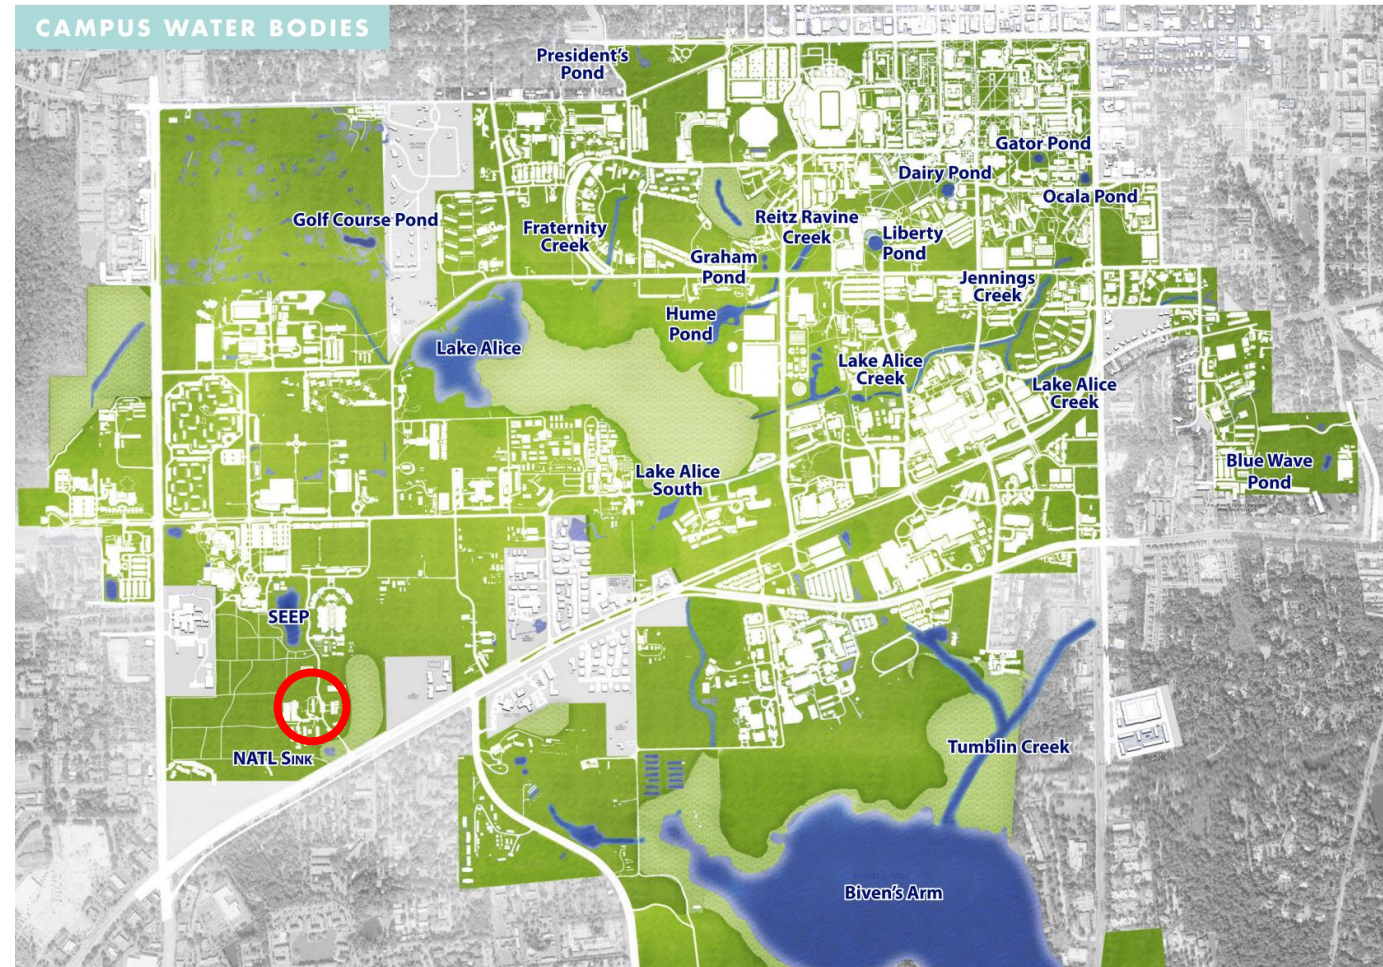 CAMPUS WATER BODIES
President's
Pond
Gator Pond
Dairy Pond
Ocala Pond
Golf Course Pond
Fraternity
Creek
Reitz Ravine
Creek
Liberty
Pond
Graham
Pond
Jennings
Creek
Hume
Pond
Lake Alice
Lake Alice
Creek
Lake Alice
Creek
Lake Alice
South
Blue Wave
Pond
SEEP
NATL SINK
Tumblin Creek
Biven's Arm